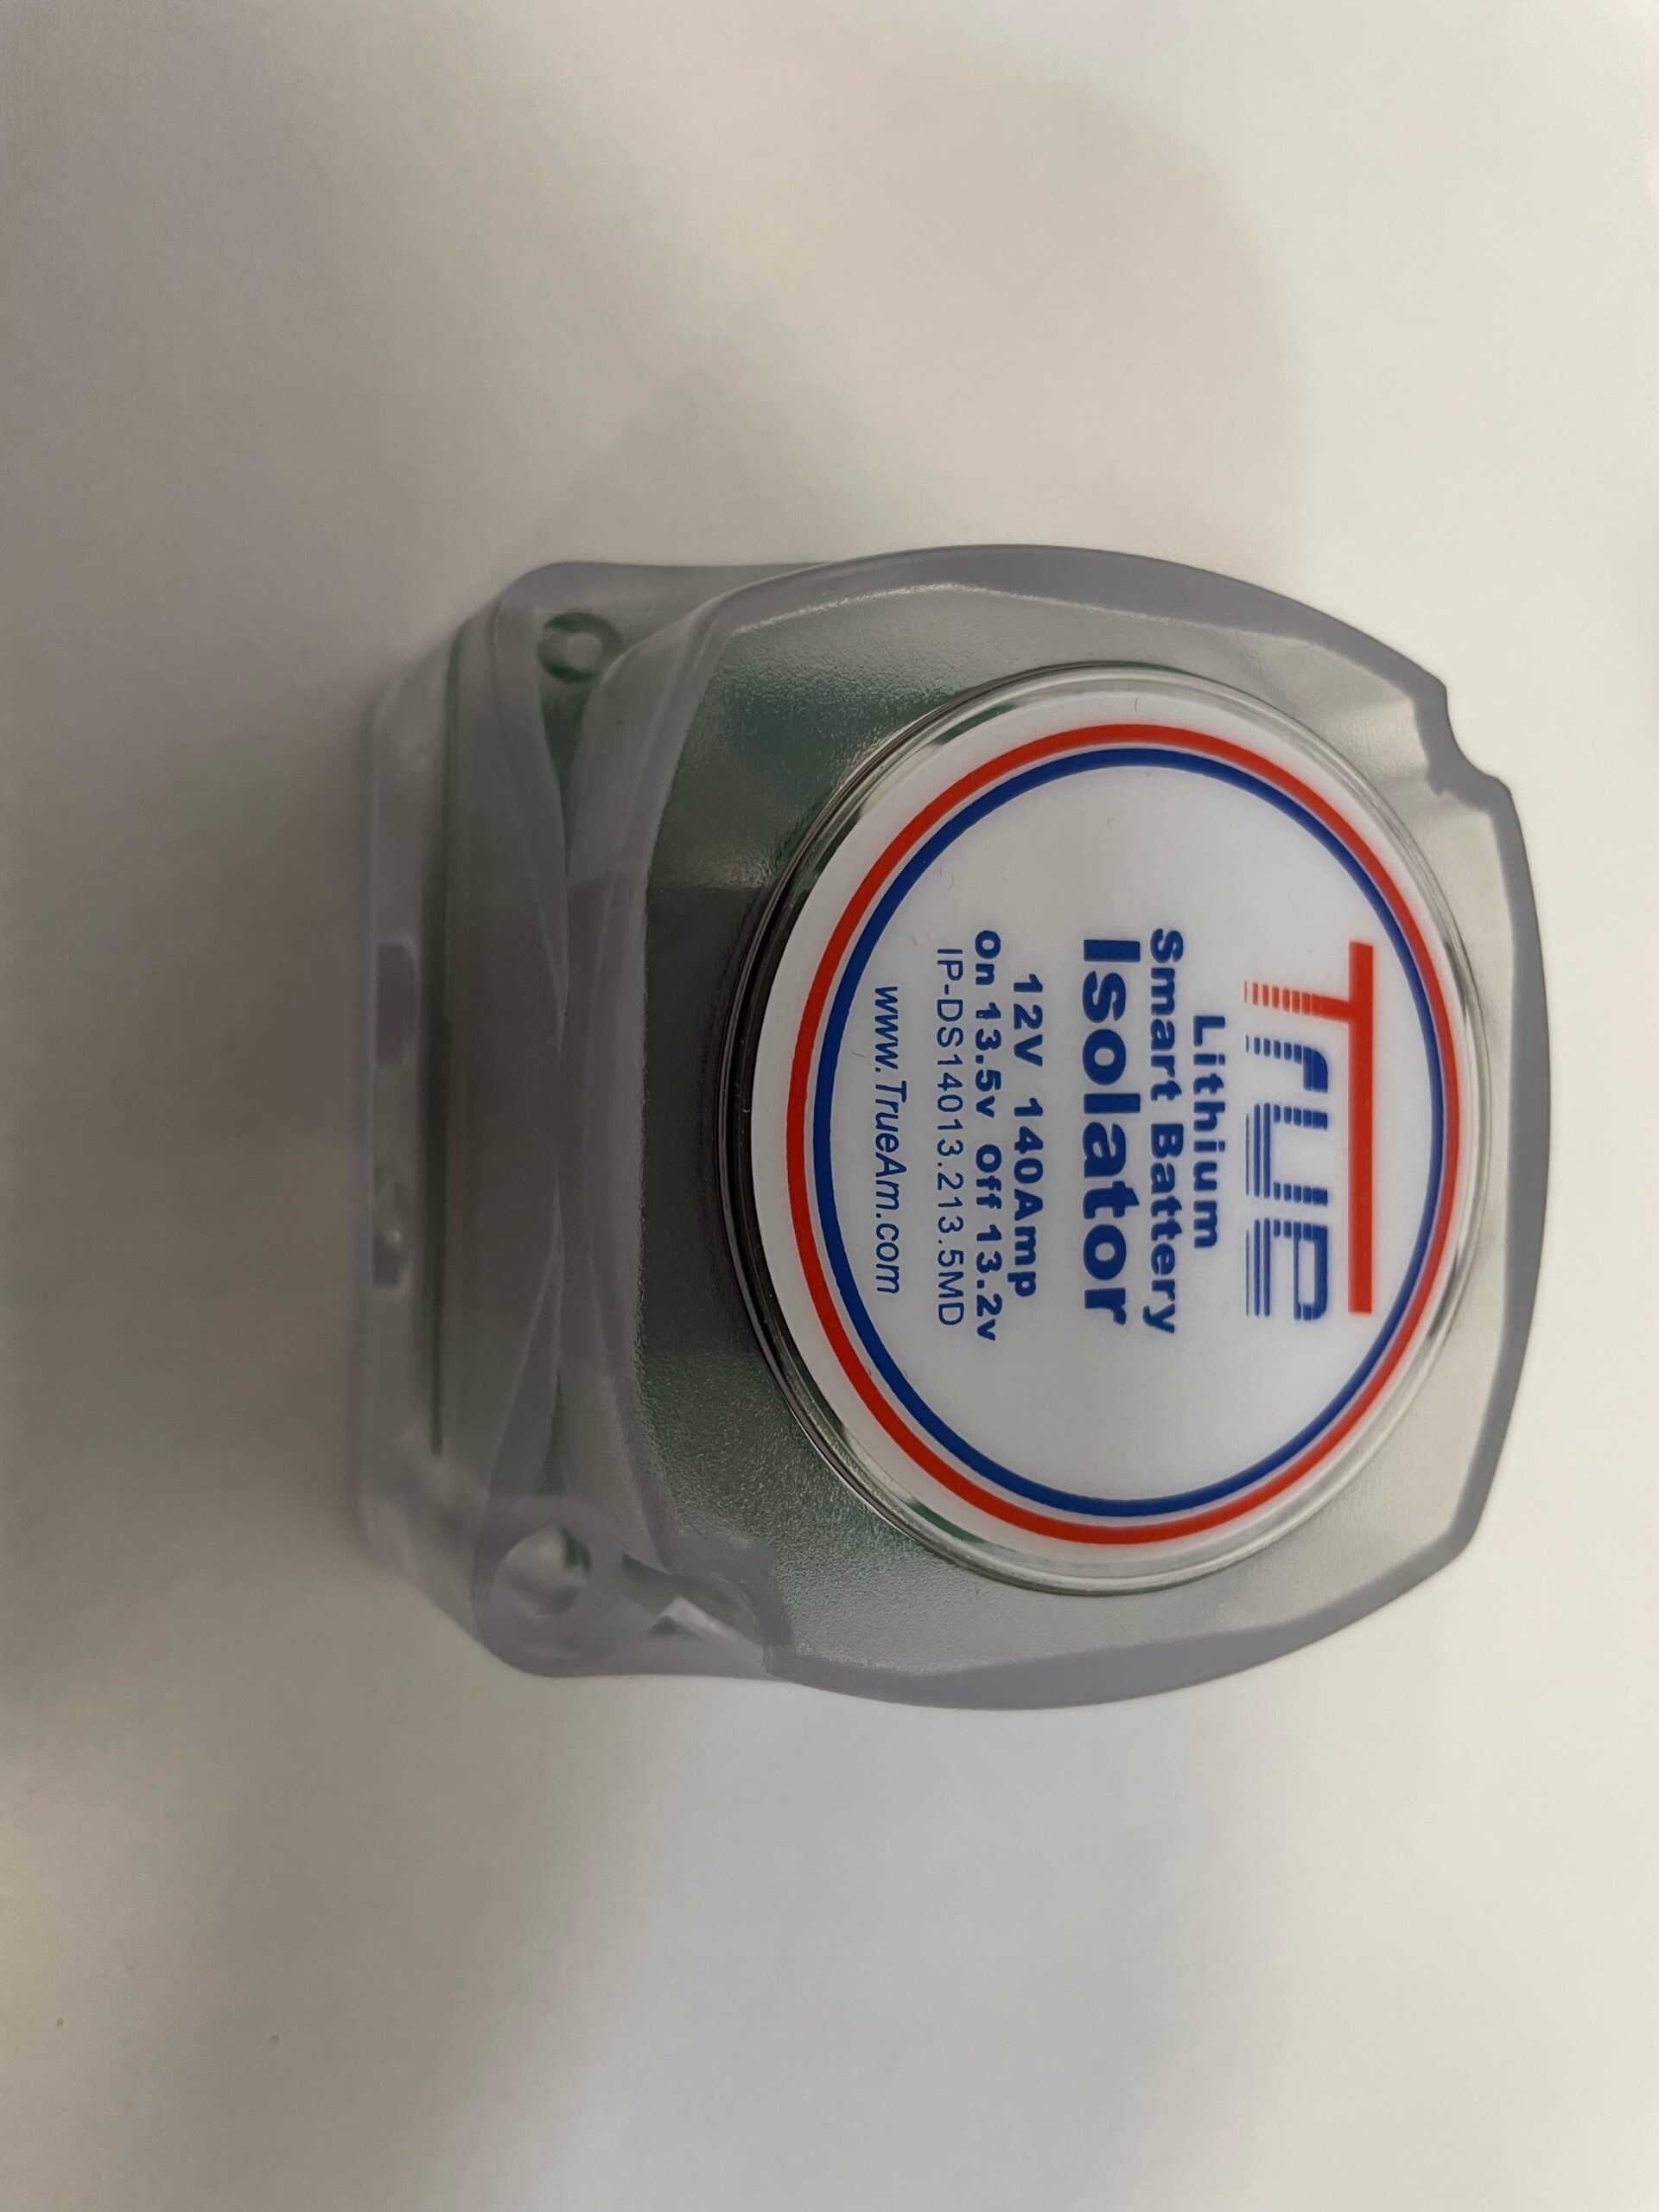 True
Lithium
Smart Battery
Isolator
12V 140Amp
On 13.5v Off 13.2v
IP-DS14013.213.5MD
www.TrueAm.com